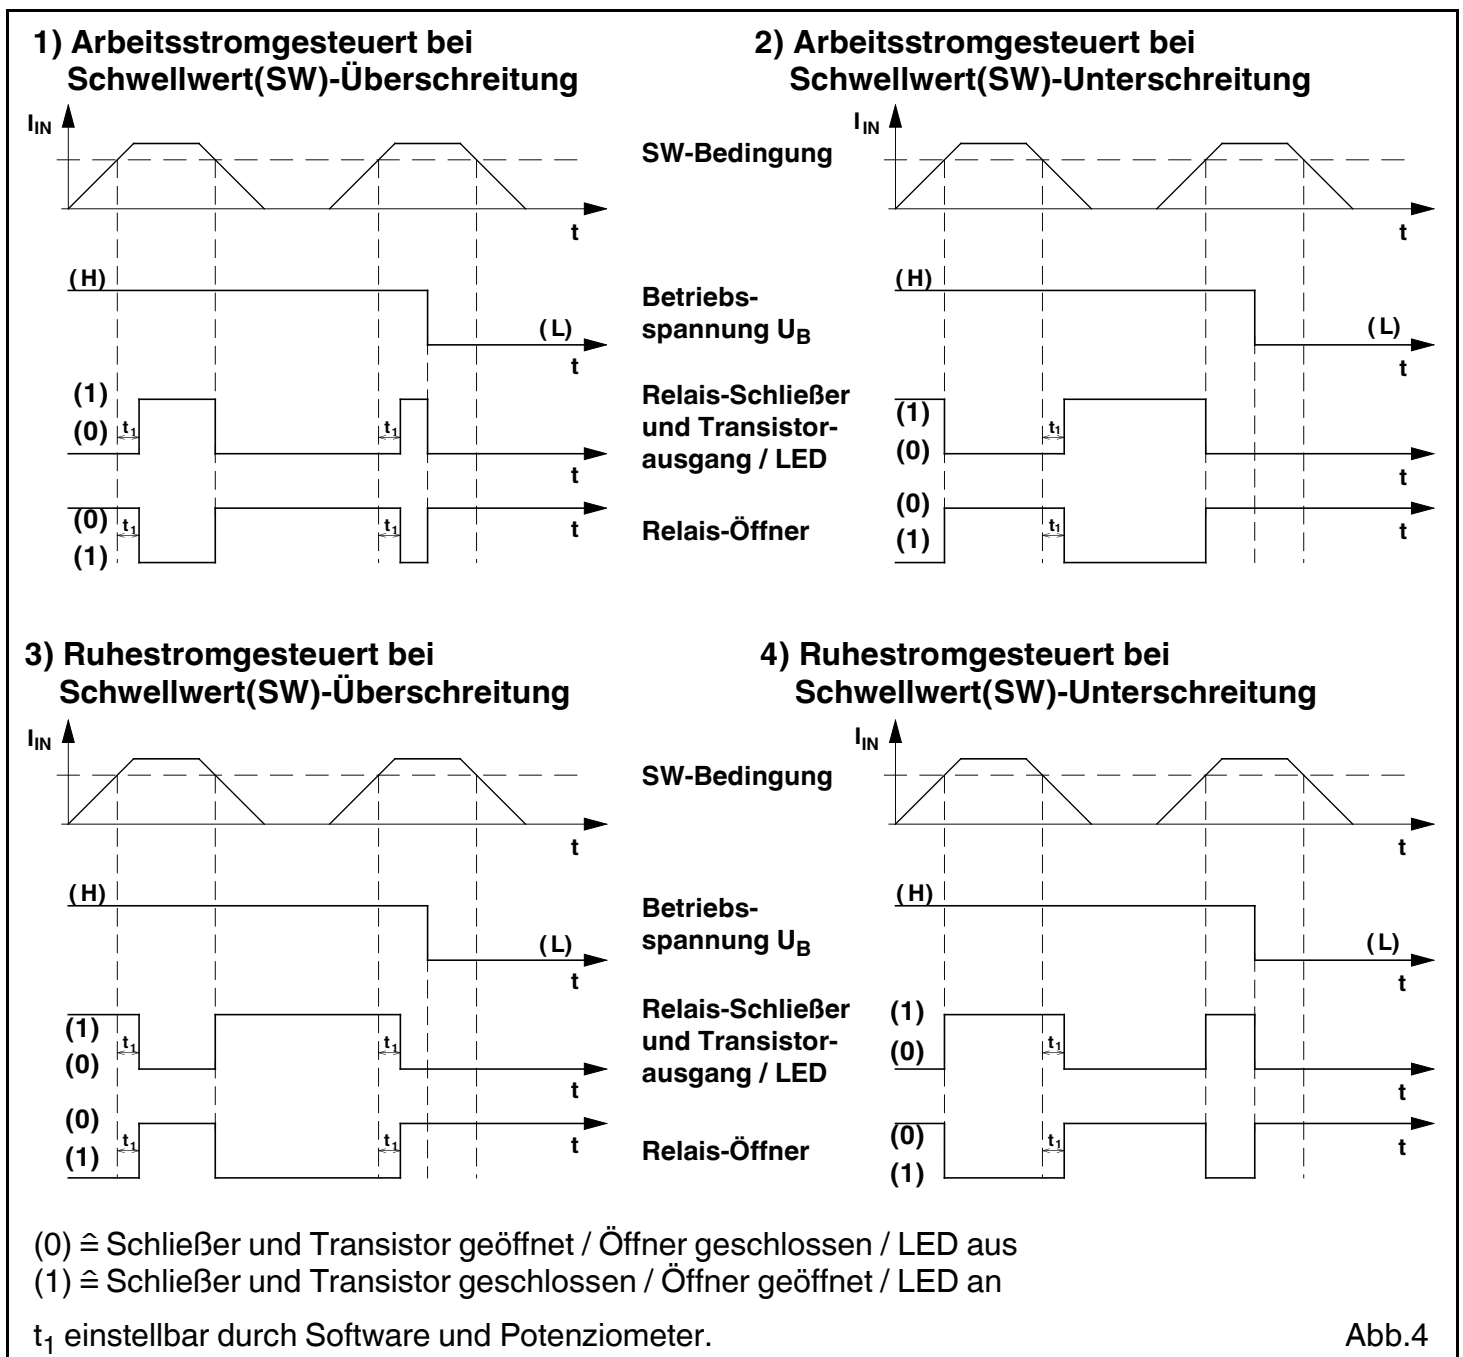 1) Arbeitsstromgesteuert bei
Schwellwert(SW)-Überschreitung
I_IN
t
(H)
(L)
t
(1)
(0)
t₁
t₁
t
(0)
(1)
t₁
t₁
t
SW-Bedingung
Betriebs-
spannung U_B
Relais-Schließer
und Transistor-
ausgang / LED
Relais-Öffner
2) Arbeitsstromgesteuert bei
Schwellwert(SW)-Unterschreitung
I_IN
t
(H)
(L)
t
(1)
(0)
t₁
t
(0)
(1)
t₁
t
3) Ruhestromgesteuert bei
Schwellwert(SW)-Überschreitung
I_IN
t
(H)
(L)
t
(1)
(0)
t₁
t₁
t
(0)
(1)
t₁
t₁
t
SW-Bedingung
Betriebs-
spannung U_B
Relais-Schließer
und Transistor-
ausgang / LED
Relais-Öffner
4) Ruhestromgesteuert bei
Schwellwert(SW)-Unterschreitung
I_IN
t
(H)
(L)
t
(1)
(0)
t₁
t
(0)
(1)
t₁
t
(0) ≙ Schließer und Transistor geöffnet / Öffner geschlossen / LED aus
(1) ≙ Schließer und Transistor geschlossen / Öffner geöffnet / LED an
t₁ einstellbar durch Software und Potenziometer.
Abb.4